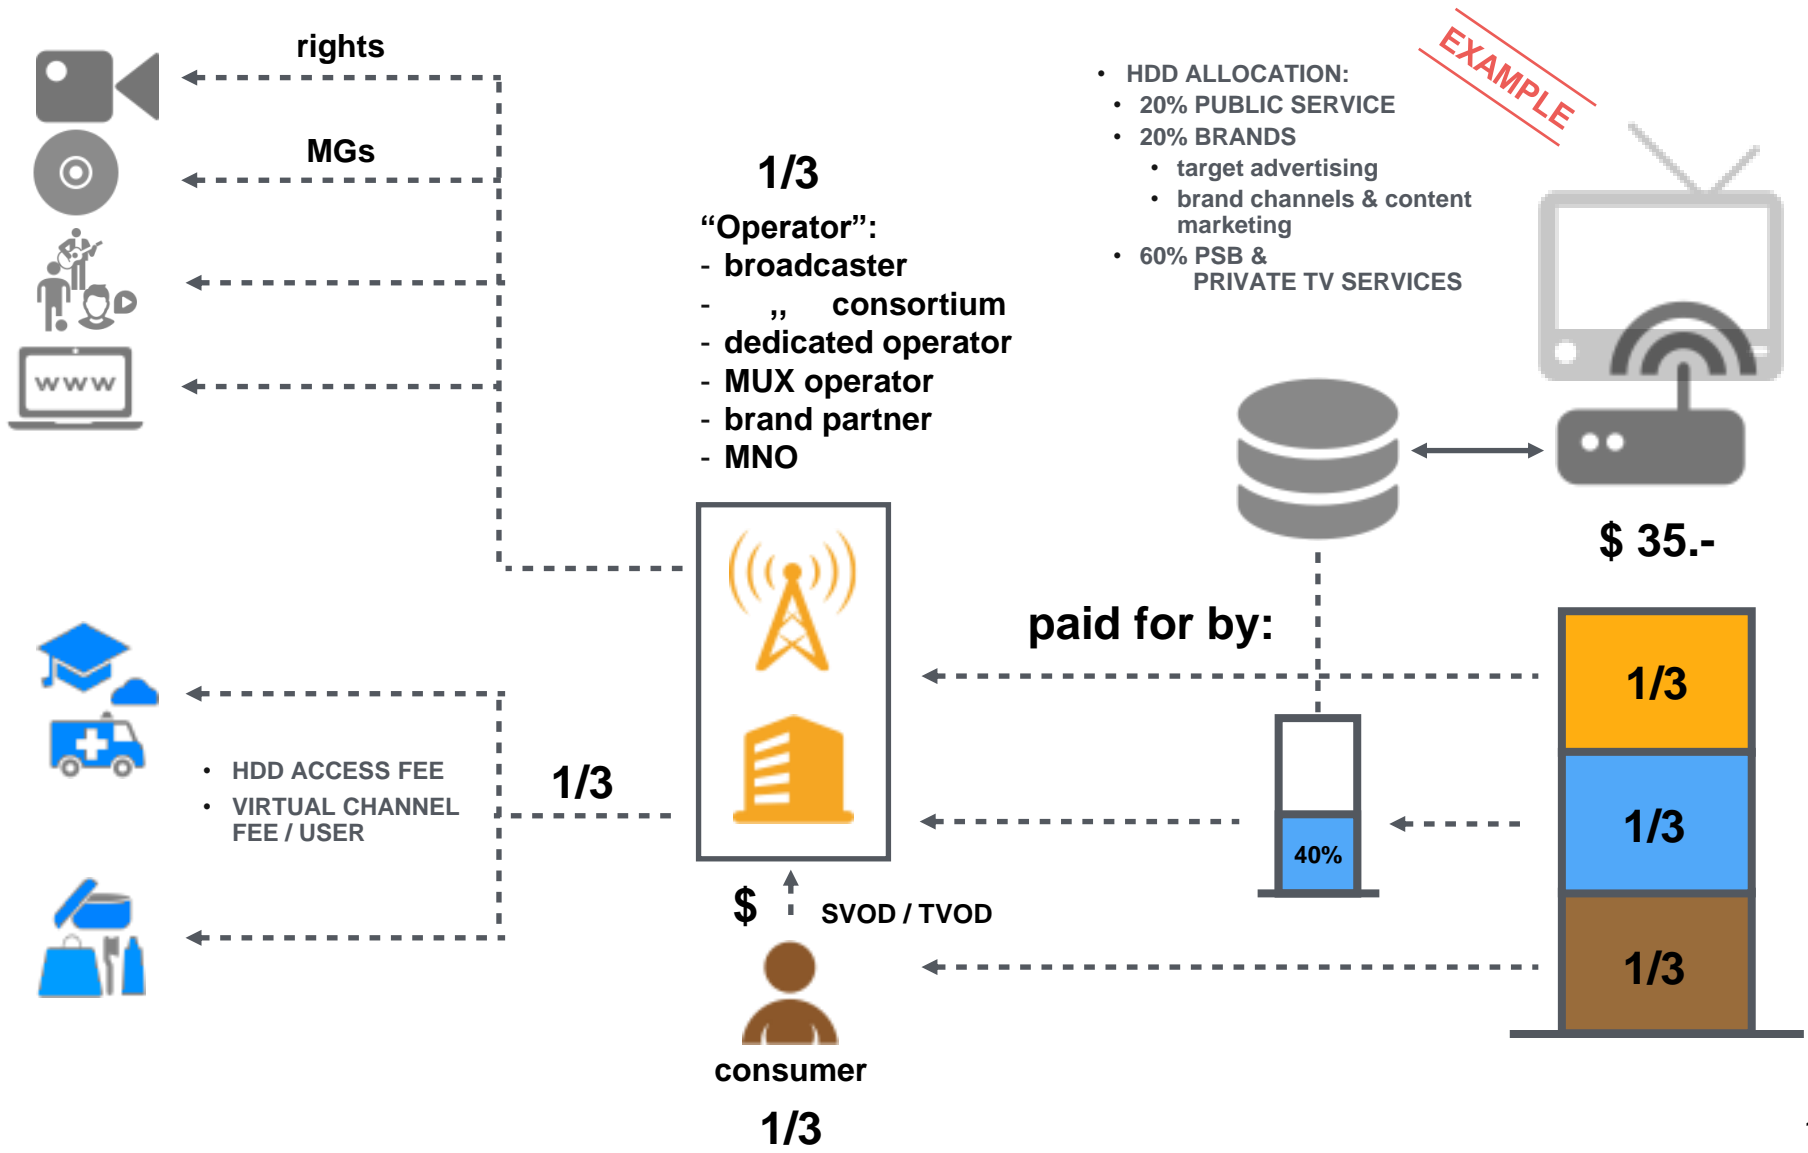 rights
MGs
www
1/3
“Operator”:
- broadcaster
- ,, consortium
- dedicated operator
- MUX operator
- brand partner
- MNO
• HDD ALLOCATION:
• 20% PUBLIC SERVICE
• 20% BRANDS
• target advertising
• brand channels & content
marketing
• 60% PSB &
PRIVATE TV SERVICES
EXAMPLE
$ 35.-
paid for by:
1/3
1/3
1/3
40%
• HDD ACCESS FEE
• VIRTUAL CHANNEL
FEE / USER
1/3
$
SVOD / TVOD
consumer
1/3